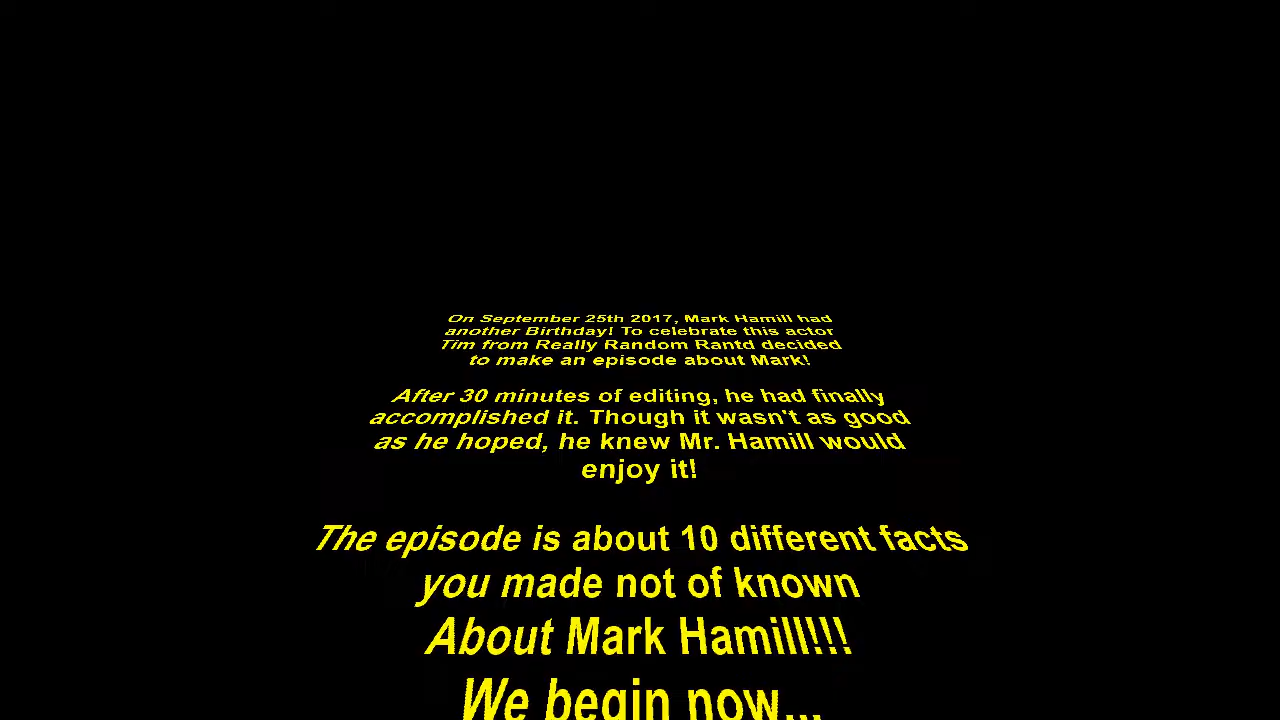 On September 25th 2017, Mark Hamill had
another Birthday! To celebrate this actor
Tim from Really Random Rantd decided
to make an episode about Mark!
After 30 minutes of editing, he had finally
accomplished it. Though it wasn't as good
as he hoped, he knew Mr. Hamill would
enjoy it!
The episode is about 10 different facts
you made not of known
About Mark Hamill!!!
We begin now...